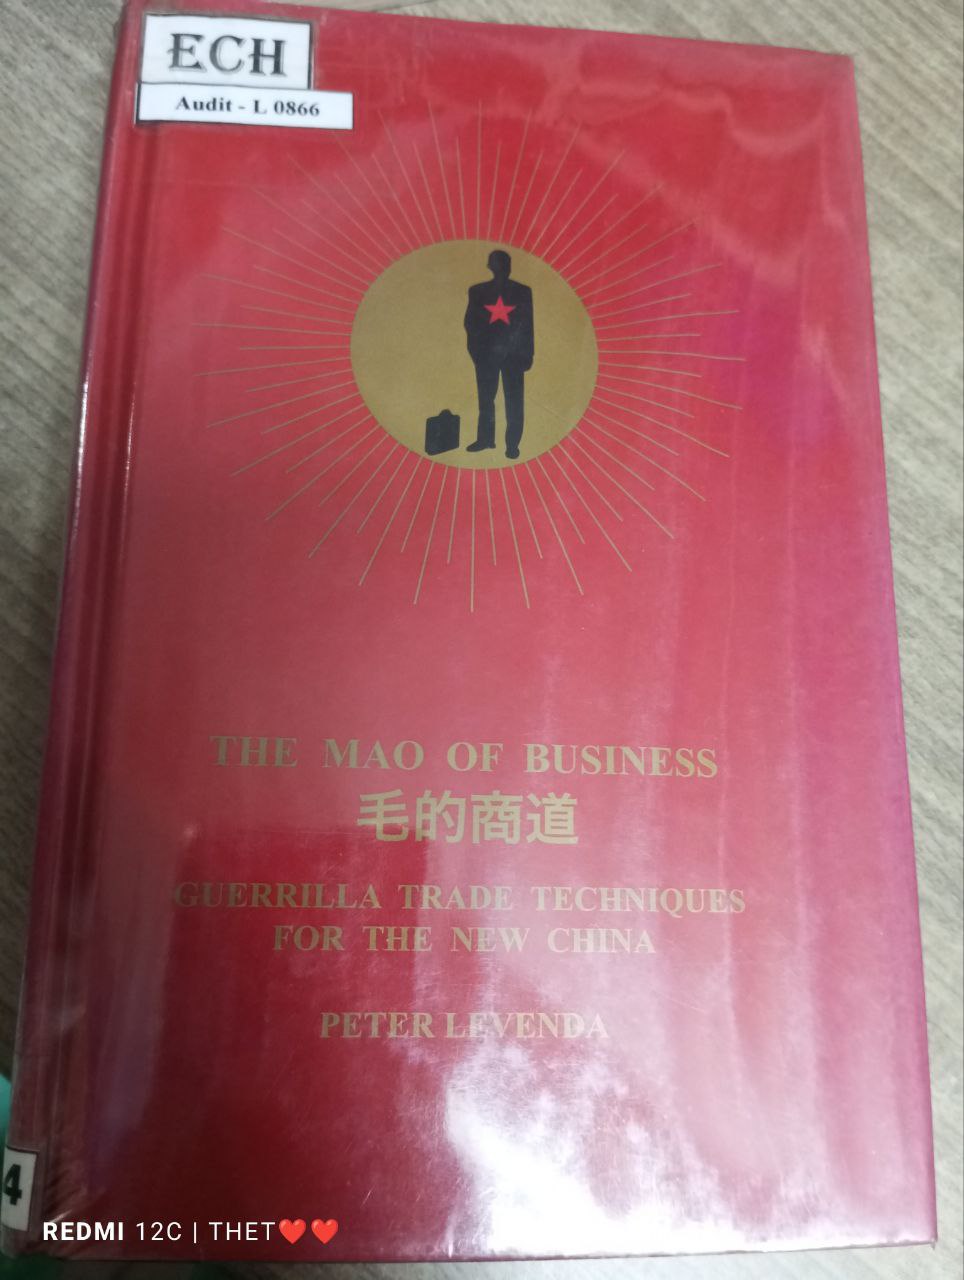 ECH
Audit - L 0866
THE MAO OF BUSINESS
毛的商道
GUERRILLA TRADE TECHNIQUES
FOR THE NEW CHINA
PETER LEVENDA
4
REDMI 12C | THET❤️❤️